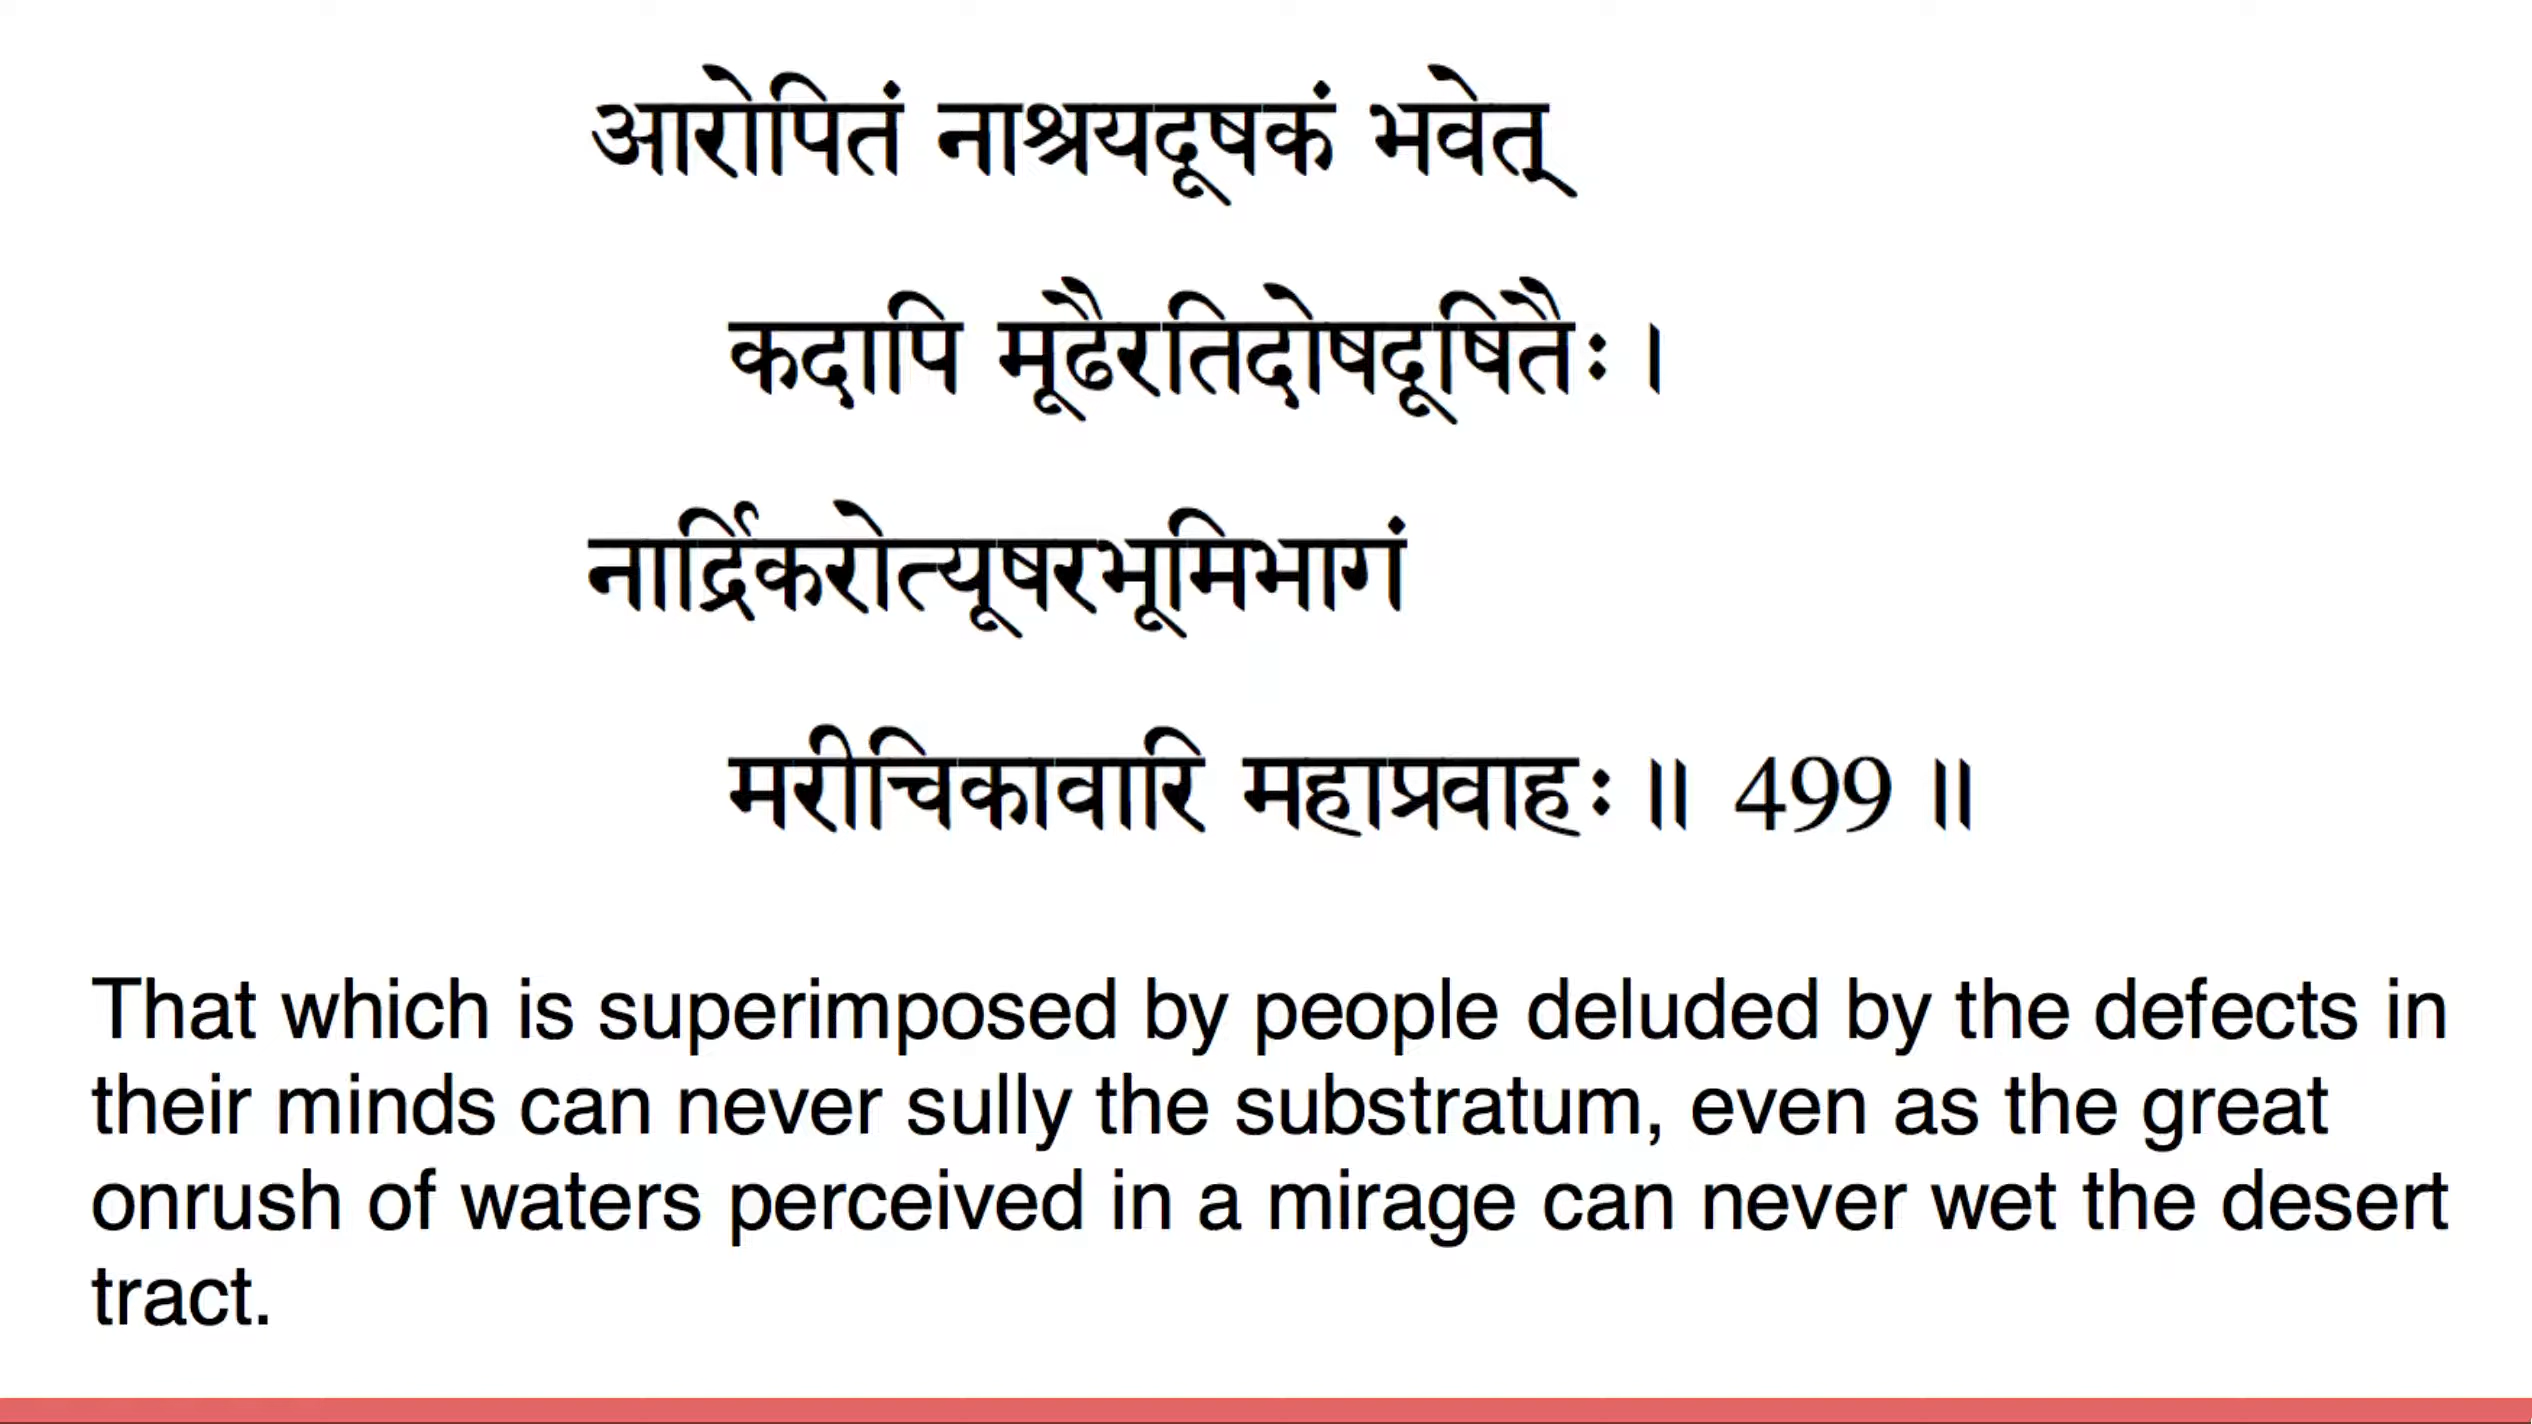 आरोपितं नाश्रयदूषकं भवेत्
कदापि मूढैरतिदोषदूषितैः ।
नार्द्रिकरोत्यूषरभूमिभागं
मरीचिकावारि महाप्रवाहः ॥ 499 ॥
That which is superimposed by people deluded by the defects in
their minds can never sully the substratum, even as the great
onrush of waters perceived in a mirage can never wet the desert
tract.